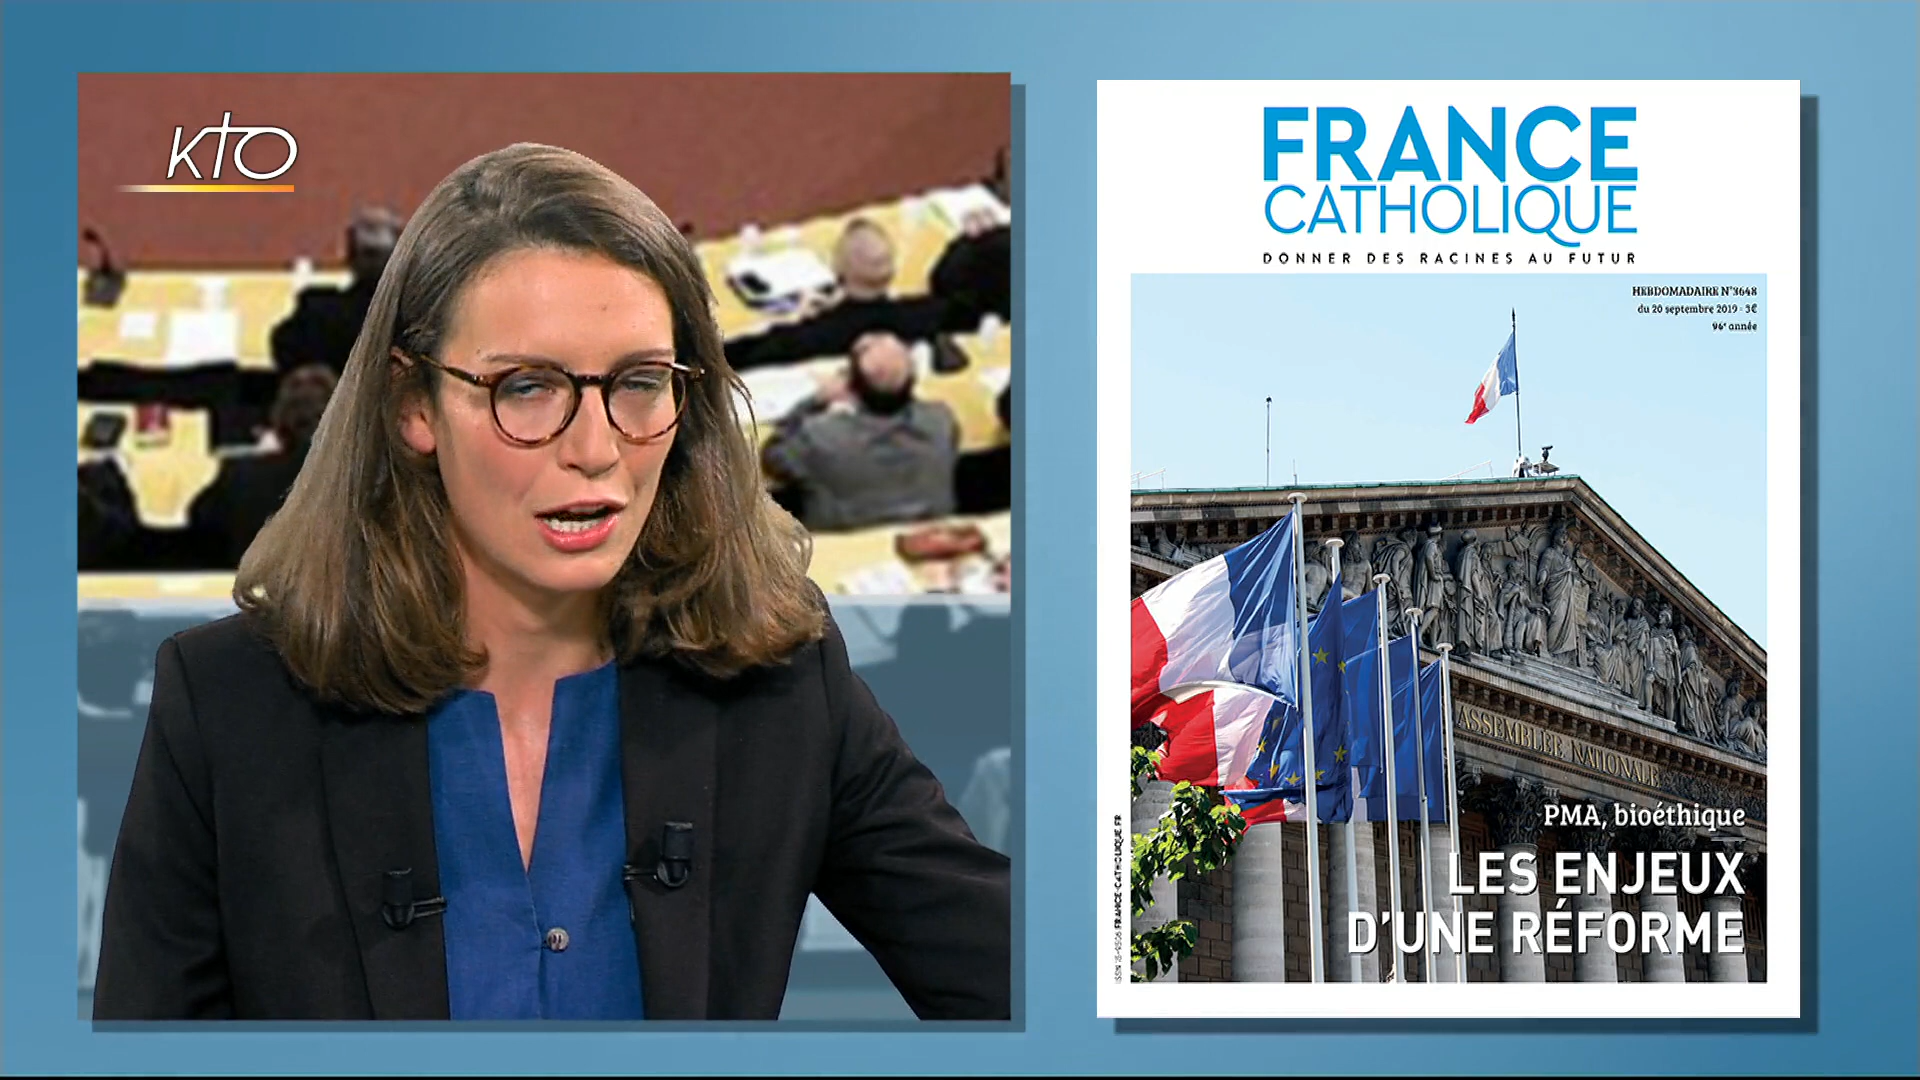 KTO
FRANCE
CATHOLIQUE
DONNER DES RACINES AU FUTUR
HEBDOMADAIRE N°3648
du 20 septembre 2019 - 3€
96e année
ASSEMBLEE NATIONALE
PMA, bioéthique
LES ENJEUX
D'UNE RÉFORME
FRANCE-CATHOLIQUE.FR